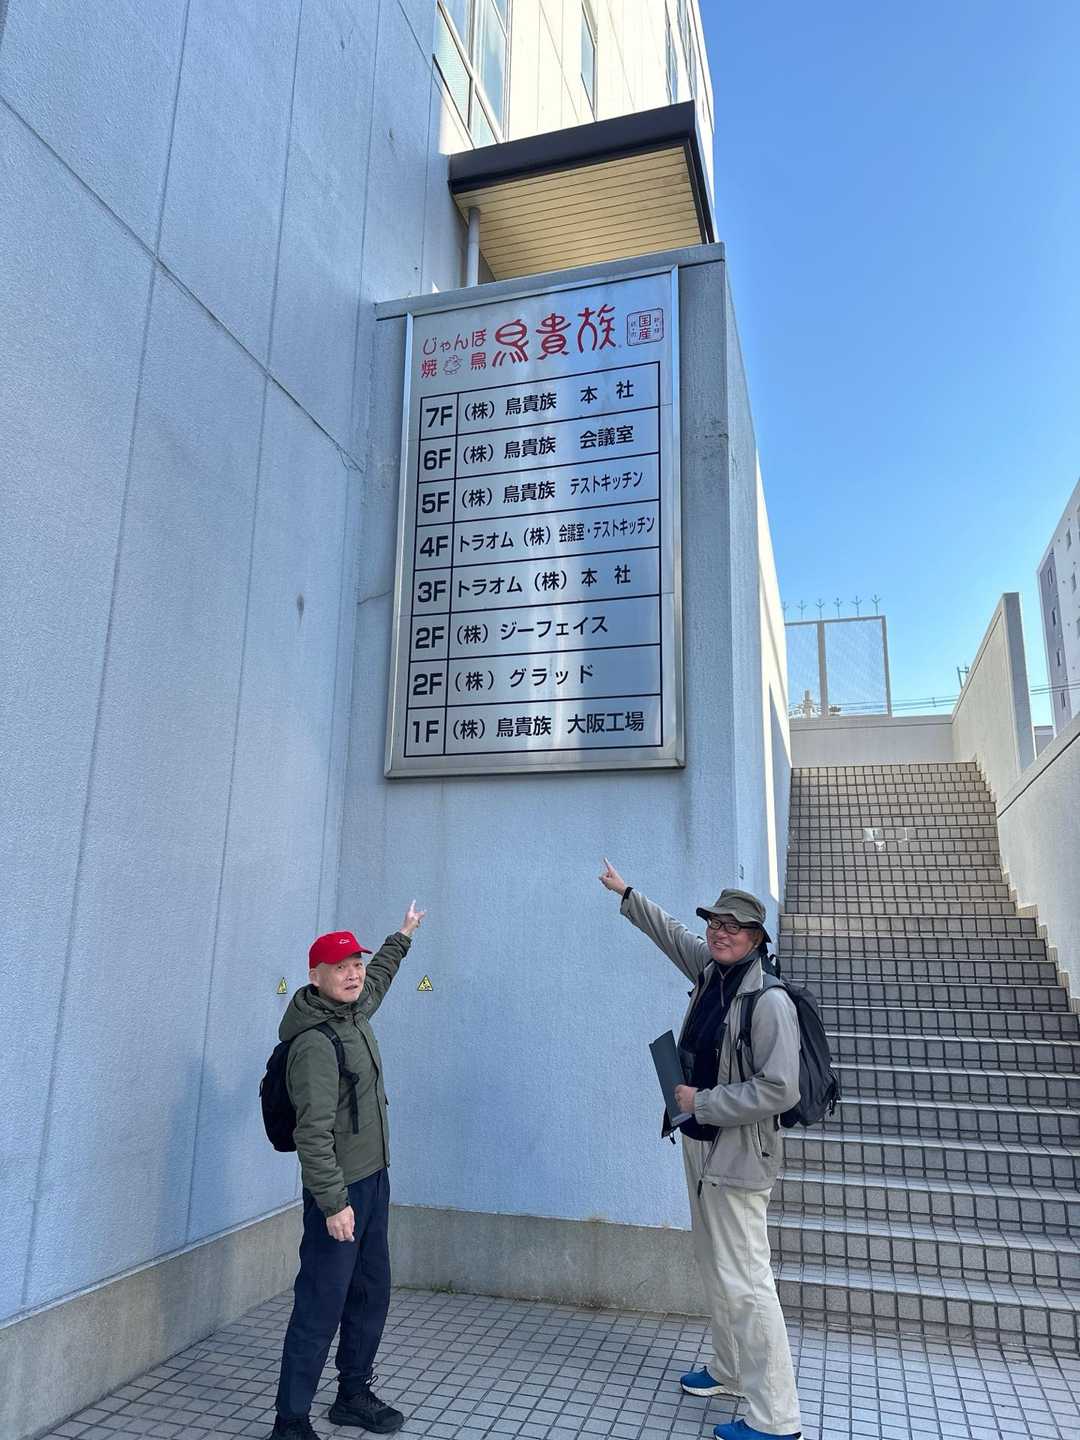 じゃんぼ
焼鳥
鳥貴族
国産
7F (株) 鳥貴族 本 社
6F (株) 鳥貴族 会議室
5F (株) 鳥貴族 テストキッチン
4F トラオム (株) 会議室・テストキッチン
3F トラオム (株) 本 社
2F (株) ジーフェイス
2F (株) グラッド
1F (株) 鳥貴族 大阪工場